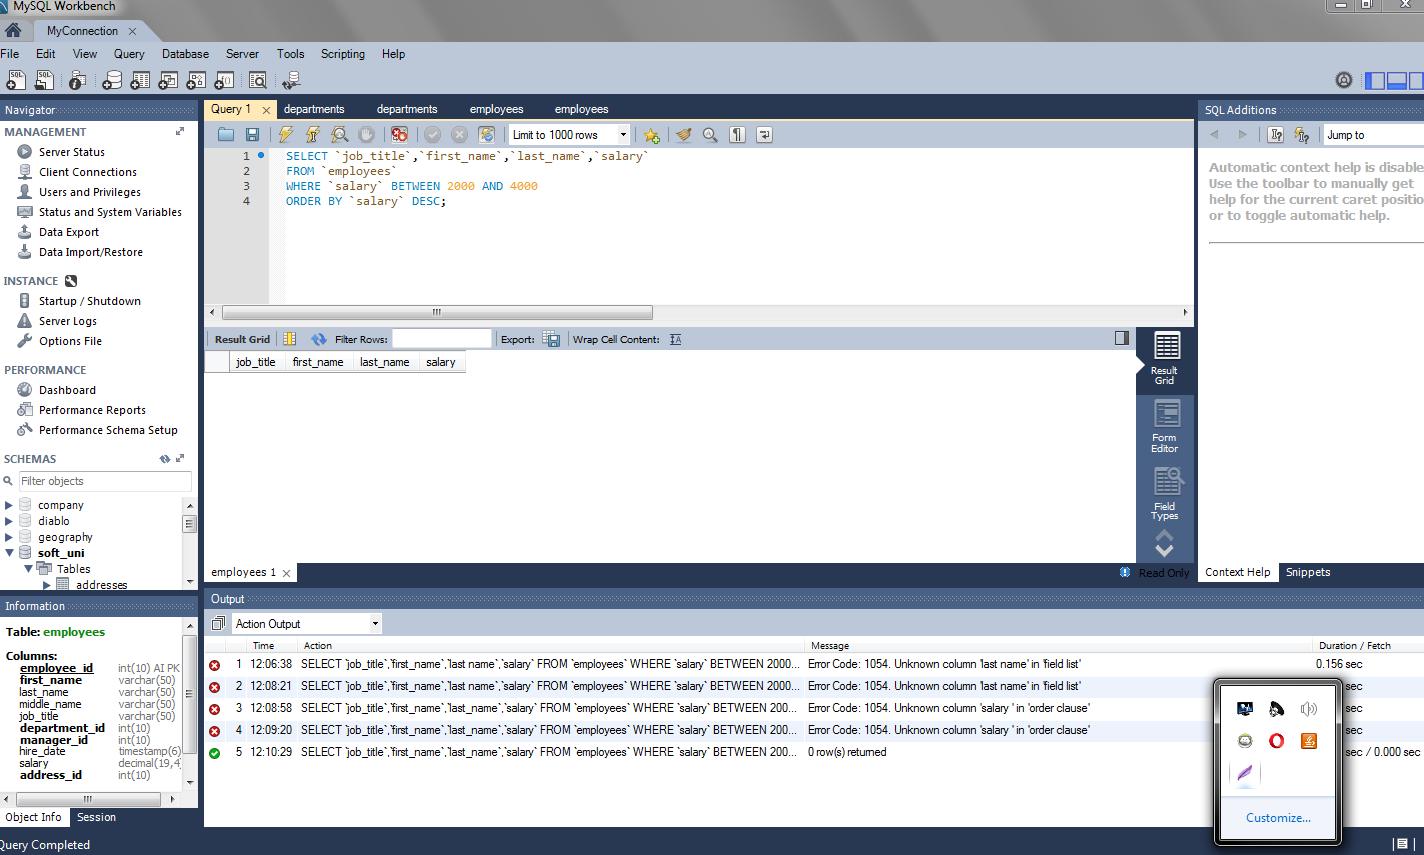 MySQL Workbench
MyConnection
File Edit View Query Database Server Tools Scripting Help
Navigator
MANAGEMENT
Server Status
Client Connections
Users and Privileges
Status and System Variables
Data Export
Data Import/Restore
INSTANCE
Startup / Shutdown
Server Logs
Options File
PERFORMANCE
Dashboard
Performance Reports
Performance Schema Setup
SCHEMAS
Filter objects
company
diablo
geography
soft_uni
Tables
addresses
Information
Table: employees
Columns:
employee_id int(10) AI PK
first_name varchar(50)
last_name varchar(50)
middle_name varchar(50)
job_title varchar(50)
department_id int(10)
manager_id int(10)
hire_date timestamp(6)
salary decimal(19,4)
address_id int(10)
Object Info Session
Query Completed
Query 1 departments departments employees employees
Limit to 1000 rows
1 SELECT `job_title`,`first_name`,`last_name`,`salary`
2 FROM `employees`
3 WHERE `salary` BETWEEN 2000 AND 4000
4 ORDER BY `salary` DESC;
Result Grid Filter Rows: Export: Wrap Cell Content:
job_title first_name last_name salary
Result
Grid
Form
Editor
Field
Types
employees 1
Read Only
SQL Additions
Jump to
Automatic context help is disable
Use the toolbar to manually get
help for the current caret positio
or to toggle automatic help.
Context Help Snippets
Output
Action Output
Time Action Message Duration / Fetch
1 12:06:38 SELECT `job_title`,`first_name`,`last name`,`salary` FROM `employees` WHERE `salary` BETWEEN 2000... Error Code: 1054. Unknown column 'last name' in 'field list' 0.156 sec
2 12:08:21 SELECT `job_title`,`first_name`,`last name`,`salary` FROM `employees` WHERE `salary` BETWEEN 2000... Error Code: 1054. Unknown column 'last name' in 'field list' sec
3 12:08:58 SELECT `job_title`,`first_name`,`last_name`,`salary` FROM `employees` WHERE `salary` BETWEEN 200... Error Code: 1054. Unknown column 'salary ' in 'order clause' sec
4 12:09:20 SELECT `job_title`,`first_name`,`last_name`,`salary` FROM `employees` WHERE `salary` BETWEEN 200... Error Code: 1054. Unknown column 'salary ' in 'order clause' sec
5 12:10:29 SELECT `job_title`,`first_name`,`last_name`,`salary` FROM `employees` WHERE `salary` BETWEEN 200... 0 row(s) returned sec / 0.000 sec
Customize...